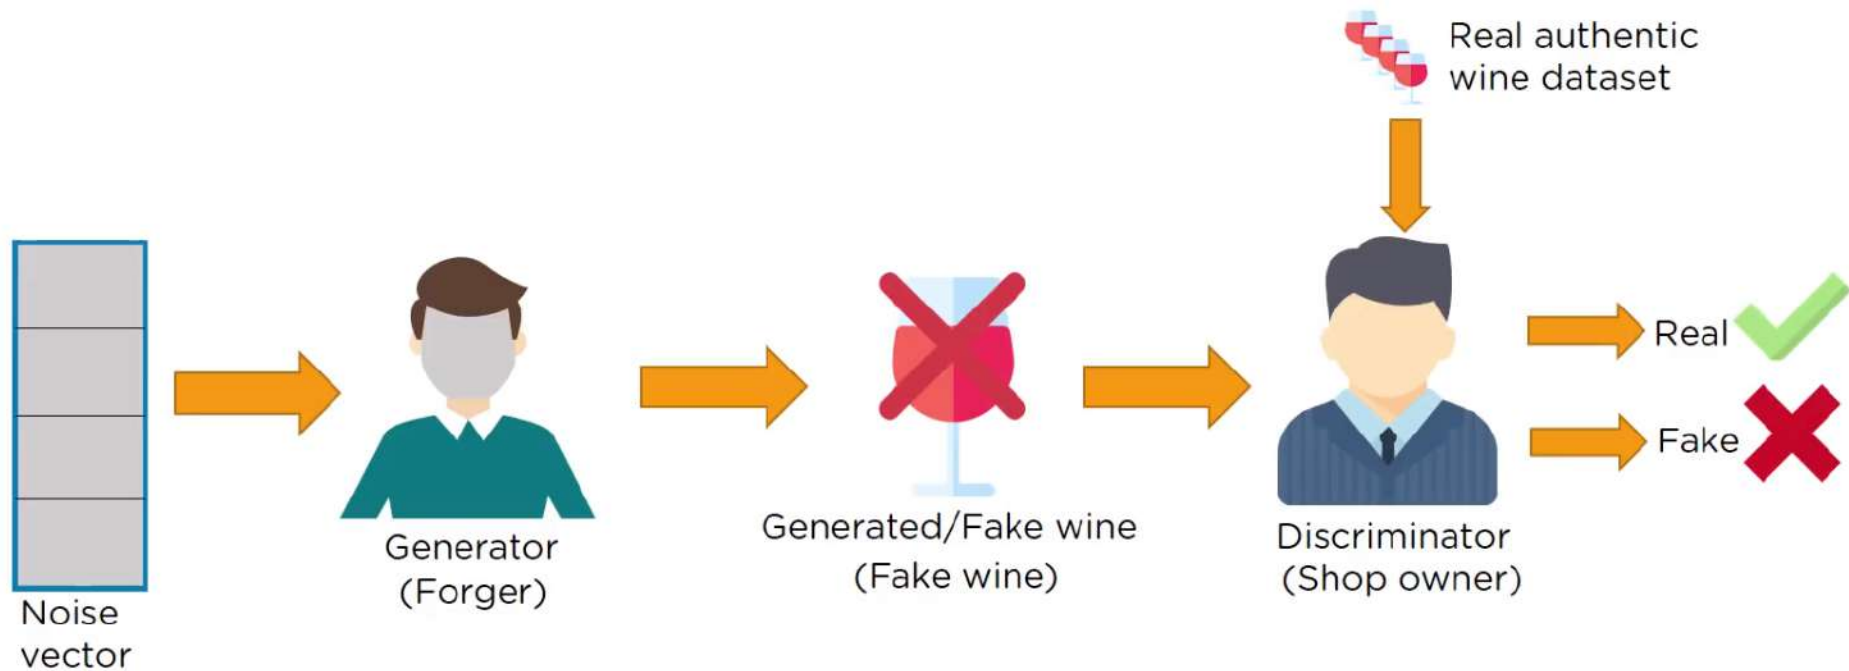 Real authentic
wine dataset
Noise
vector
Generator
(Forger)
Generated/Fake wine
(Fake wine)
Discriminator
(Shop owner)
Real
Fake